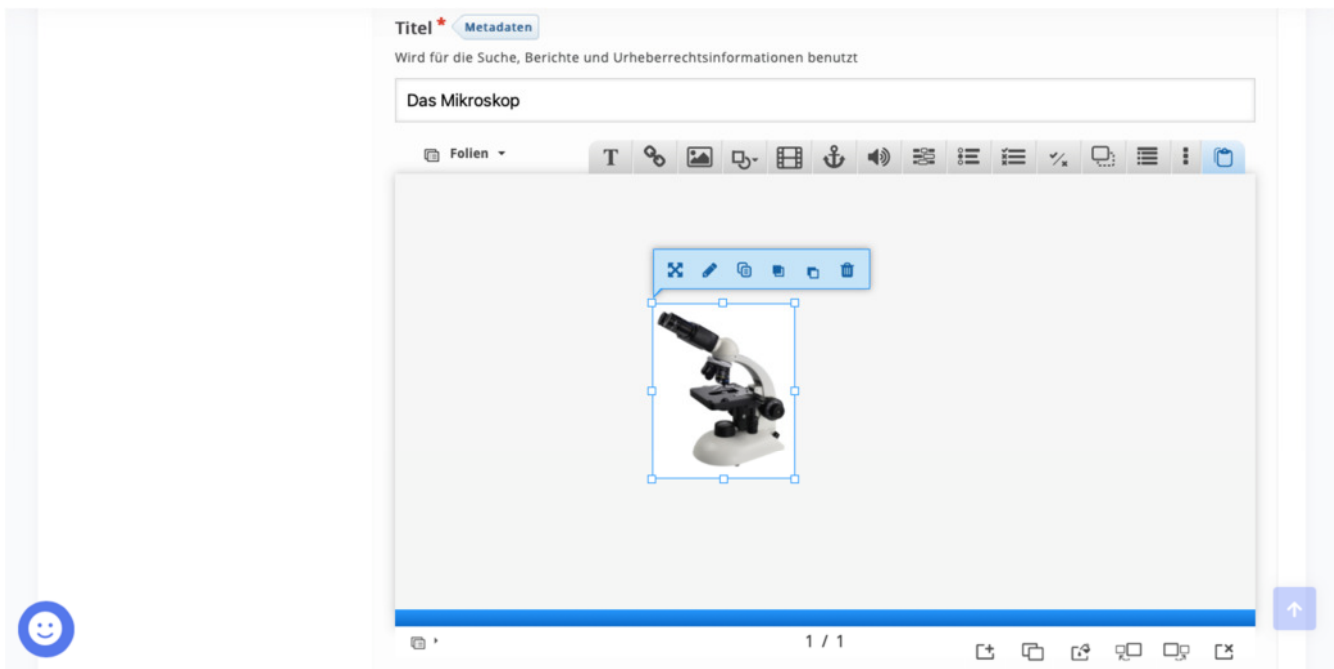 Titel * Metadaten
Wird für die Suche, Berichte und Urheberrechtsinformationen benutzt
Das Mikroskop
Folien
T
1 / 1